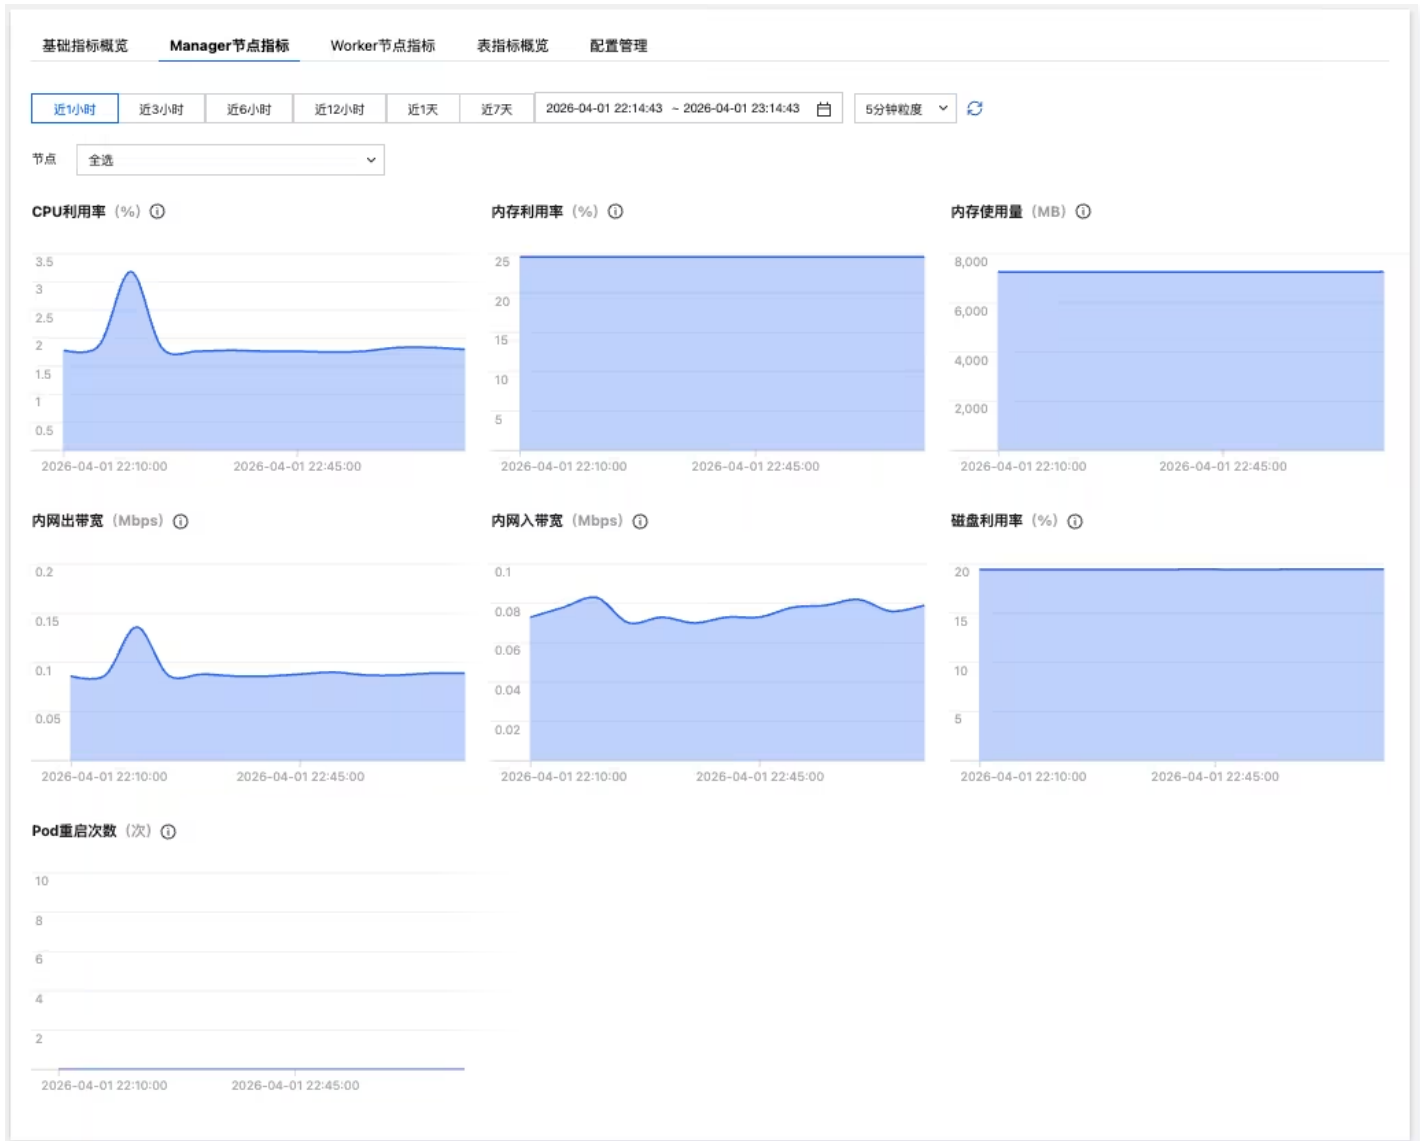 基础指标概览 Manager节点指标 Worker节点指标 表指标概览 配置管理
近1小时 近3小时 近6小时 近12小时 近1天 近7天 2026-04-01 22:14:43 ~ 2026-04-01 23:14:43 5分钟粒度
节点 全选
CPU利用率 (%)
3.5
3
2.5
2
1.5
1
0.5
2026-04-01 22:10:00 2026-04-01 22:45:00
内存利用率 (%)
25
20
15
10
5
2026-04-01 22:10:00 2026-04-01 22:45:00
内存使用量 (MB)
8,000
6,000
4,000
2,000
2026-04-01 22:10:00 2026-04-01 22:45:00
内网出带宽 (Mbps)
0.2
0.15
0.1
0.05
2026-04-01 22:10:00 2026-04-01 22:45:00
内网入带宽 (Mbps)
0.1
0.08
0.06
0.04
0.02
2026-04-01 22:10:00 2026-04-01 22:45:00
磁盘利用率 (%)
20
15
10
5
2026-04-01 22:10:00 2026-04-01 22:45:00
Pod重启次数 (次)
10
8
6
4
2
2026-04-01 22:10:00 2026-04-01 22:45:00